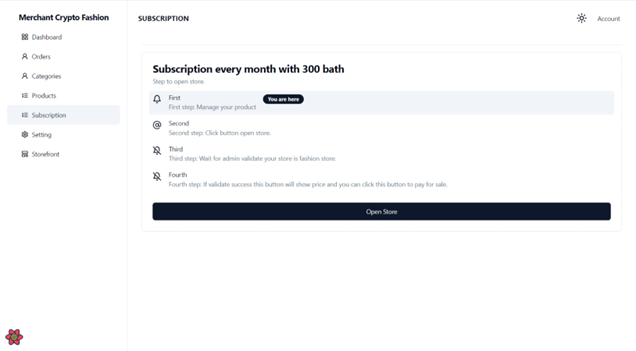 Merchant Crypto Fashion
SUBSCRIPTION
Account
Dashboard
Orders
Categories
Products
Subscription
Setting
Storefront
Subscription every month with 300 bath
Step to open store.
First
You are here
First step: Manage your product
Second
Second step: Click button open store.
Third
Third step: Wait for admin validate your store is fashion store.
Fourth
Fourth step: If validate success this button will show price and you can click this button to pay for sale.
Open Store